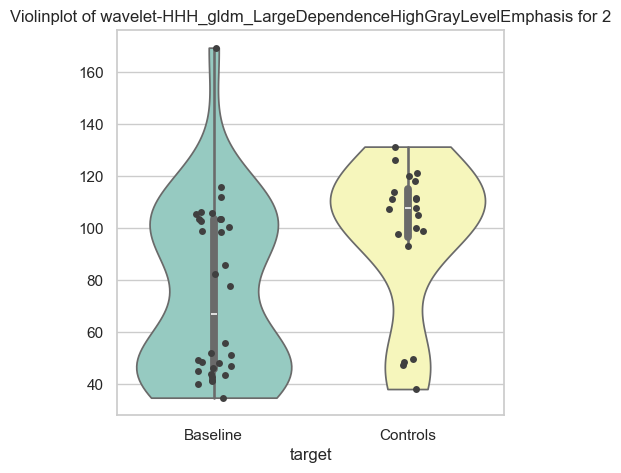 Violinplot of wavelet-HHH_gldm_LargeDependenceHighGrayLevelEmphasis for 2
160
140
120
100
80
60
40
Baseline Controls
target